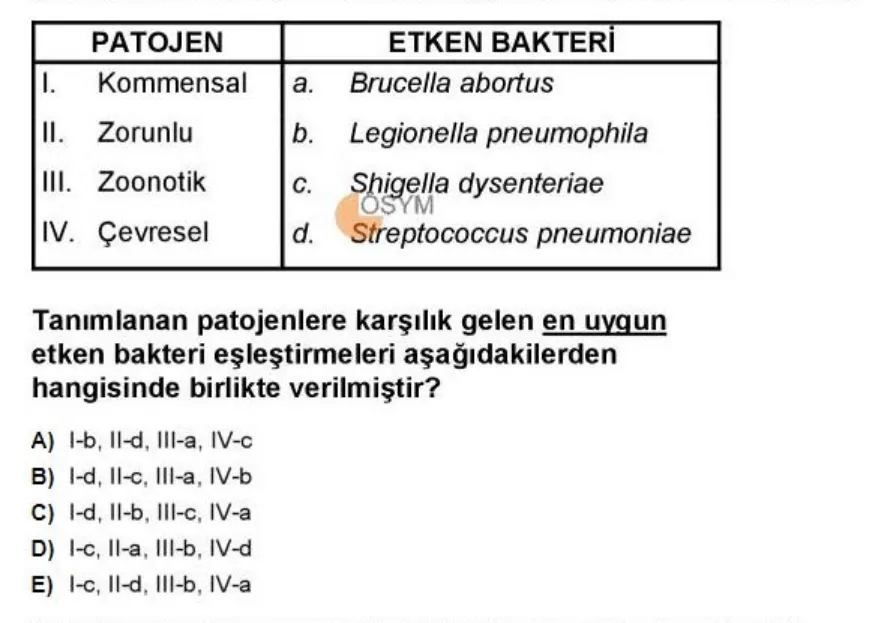 PATOJEN ETKEN BAKTERİ
I. Kommensal a. Brucella abortus
II. Zorunlu b. Legionella pneumophila
III. Zoonotik c. Shigella dysenteriae
ÖSYM
IV. Çevresel d. Streptococcus pneumoniae
Tanımlanan patojenlere karşılık gelen en uygun
etken bakteri eşleştirmeleri aşağıdakilerden
hangisinde birlikte verilmiştir?
A) I-b, II-d, III-a, IV-c
B) I-d, II-c, III-a, IV-b
C) I-d, II-b, III-c, IV-a
D) I-c, II-a, III-b, IV-d
E) I-c, II-d, III-b, IV-a